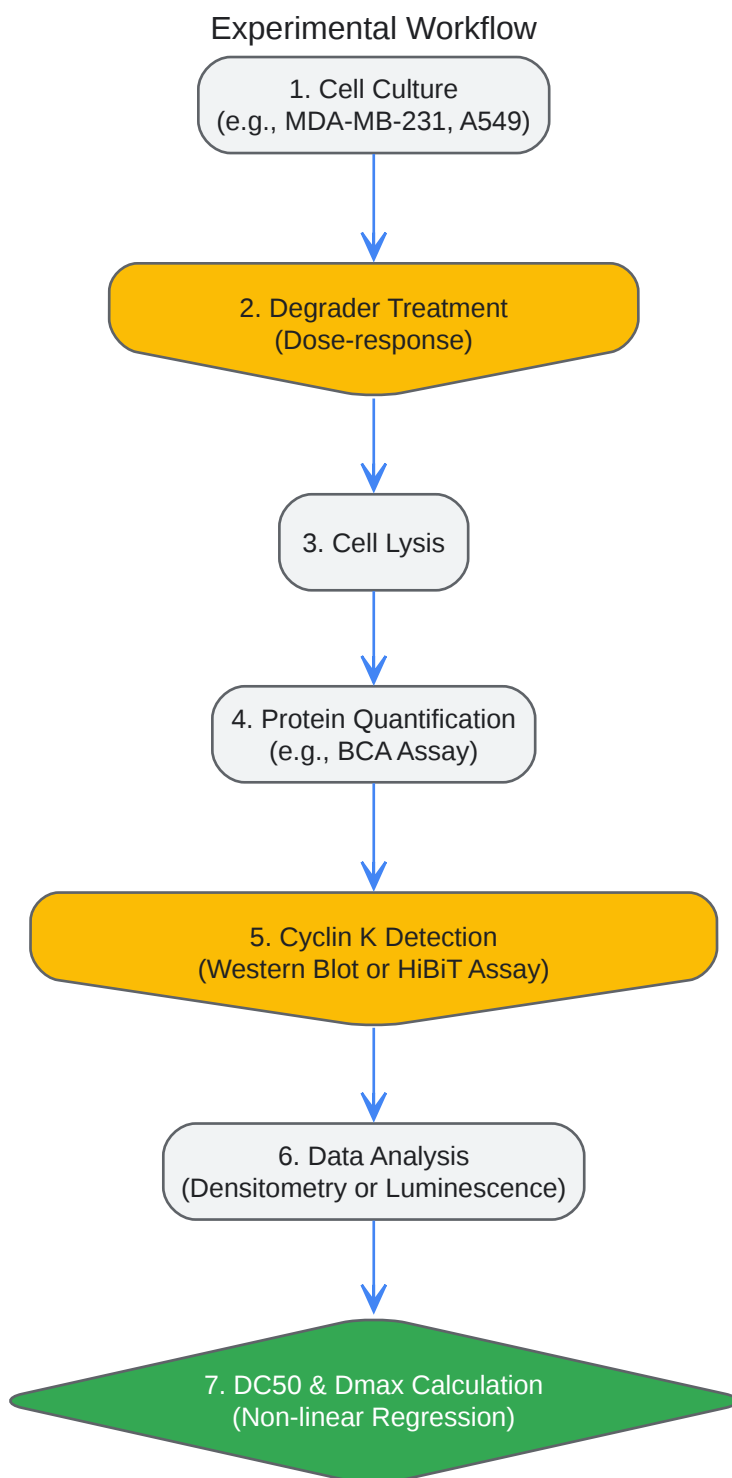 Experimental Workflow
1. Cell Culture
(e.g., MDA-MB-231, A549)
2. Degrader Treatment
(Dose-response)
3. Cell Lysis
4. Protein Quantification
(e.g., BCA Assay)
5. Cyclin K Detection
(Western Blot or HiBiT Assay)
6. Data Analysis
(Densitometry or Luminescence)
7. DC50 & Dmax Calculation
(Non-linear Regression)